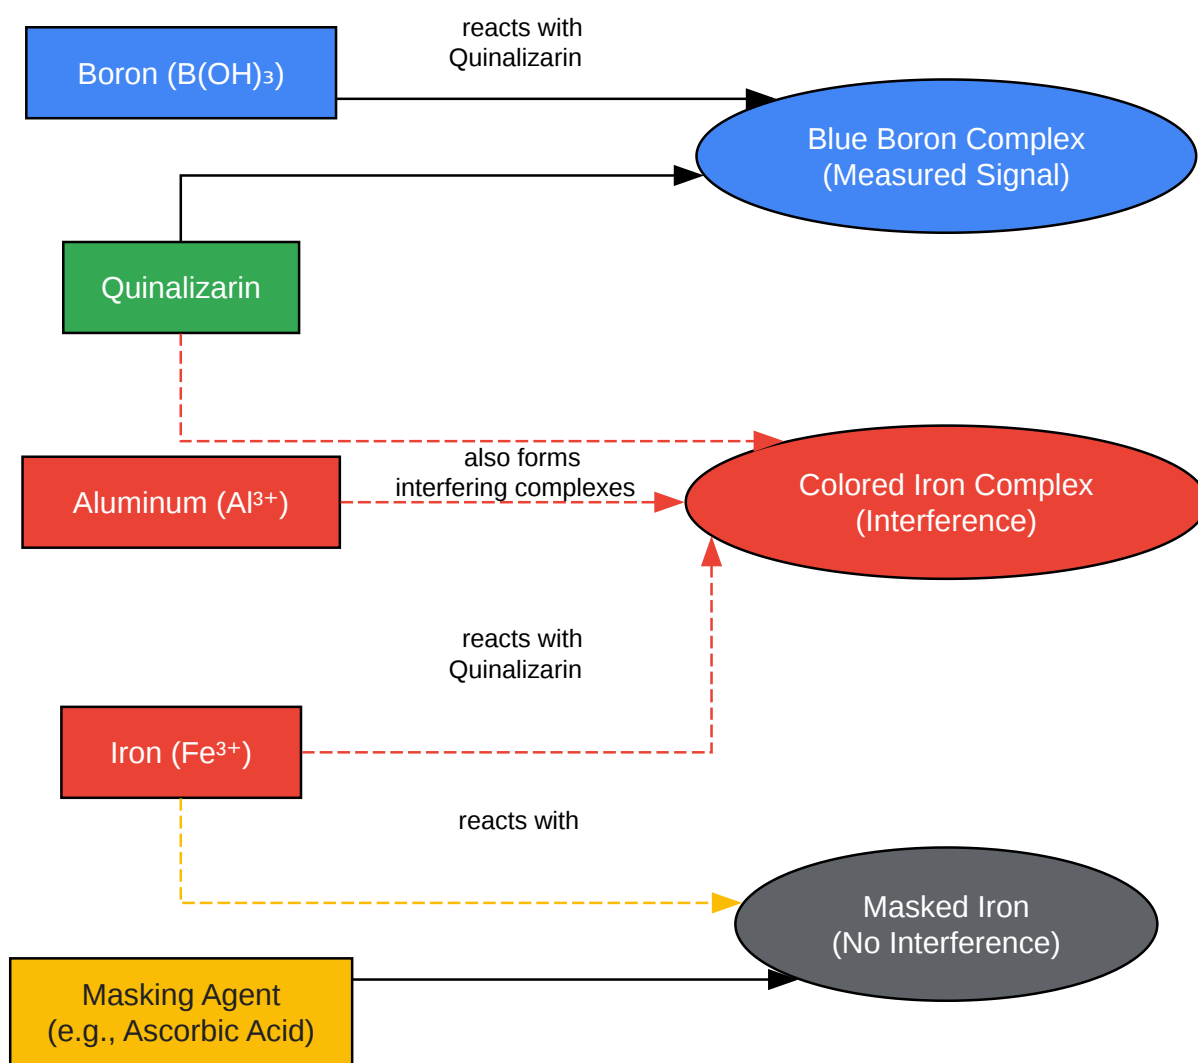 reacts with
Quinalizarin
Boron (B(OH)₃)
Blue Boron Complex
(Measured Signal)
Quinalizarin
also forms
interfering complexes
Aluminum (Al³⁺)
Colored Iron Complex
(Interference)
reacts with
Quinalizarin
Iron (Fe³⁺)
reacts with
Masked Iron
(No Interference)
Masking Agent
(e.g., Ascorbic Acid)